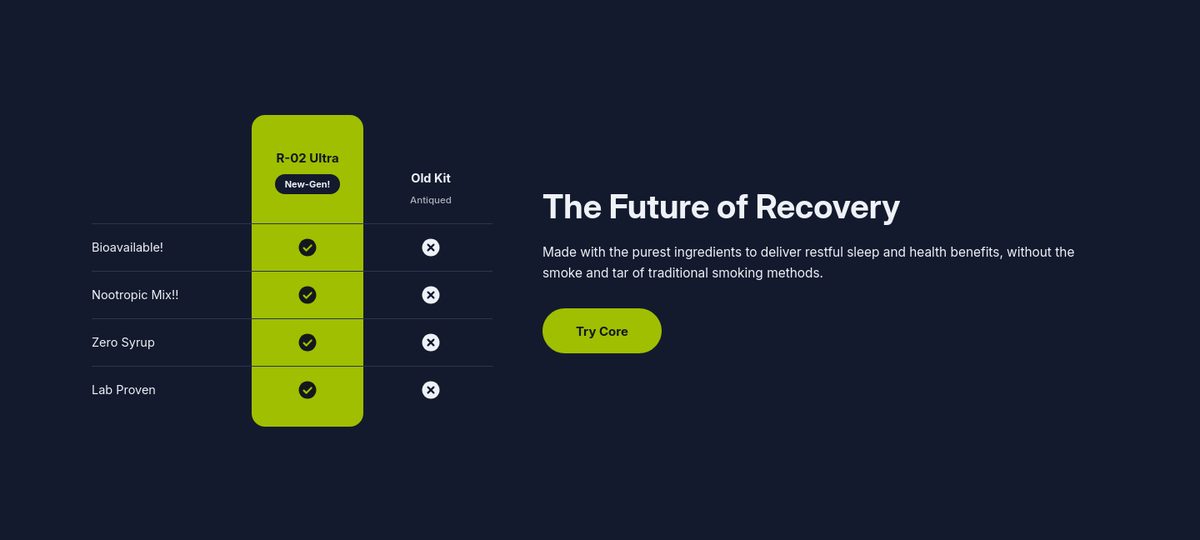 R-02 Ultra
New-Gen!
Old Kit
Antiqued
Bioavailable!
Nootropic Mix!!
Zero Syrup
Lab Proven
The Future of Recovery
Made with the purest ingredients to deliver restful sleep and health benefits, without the
smoke and tar of traditional smoking methods.
Try Core